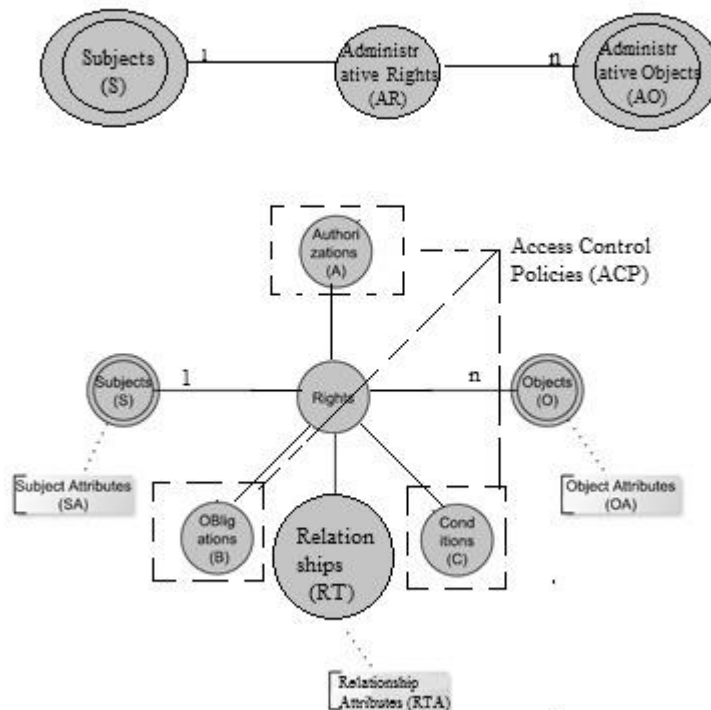 Subjects
(S)
1
Administr
ative Rights
(AR)
n
Administr
ative Objects
(AO)
Authori
zations
(A)
Access Control
Policies (ACP)
Subjects
(S)
1
Rights
n
Objects
(O)
Subject Attributes
(SA)
Object Attributes
(OA)
OBlig
ations
(B)
Relation
ships
(RT)
Cond
itions
(C)
Relationship
Attributes (RTA)